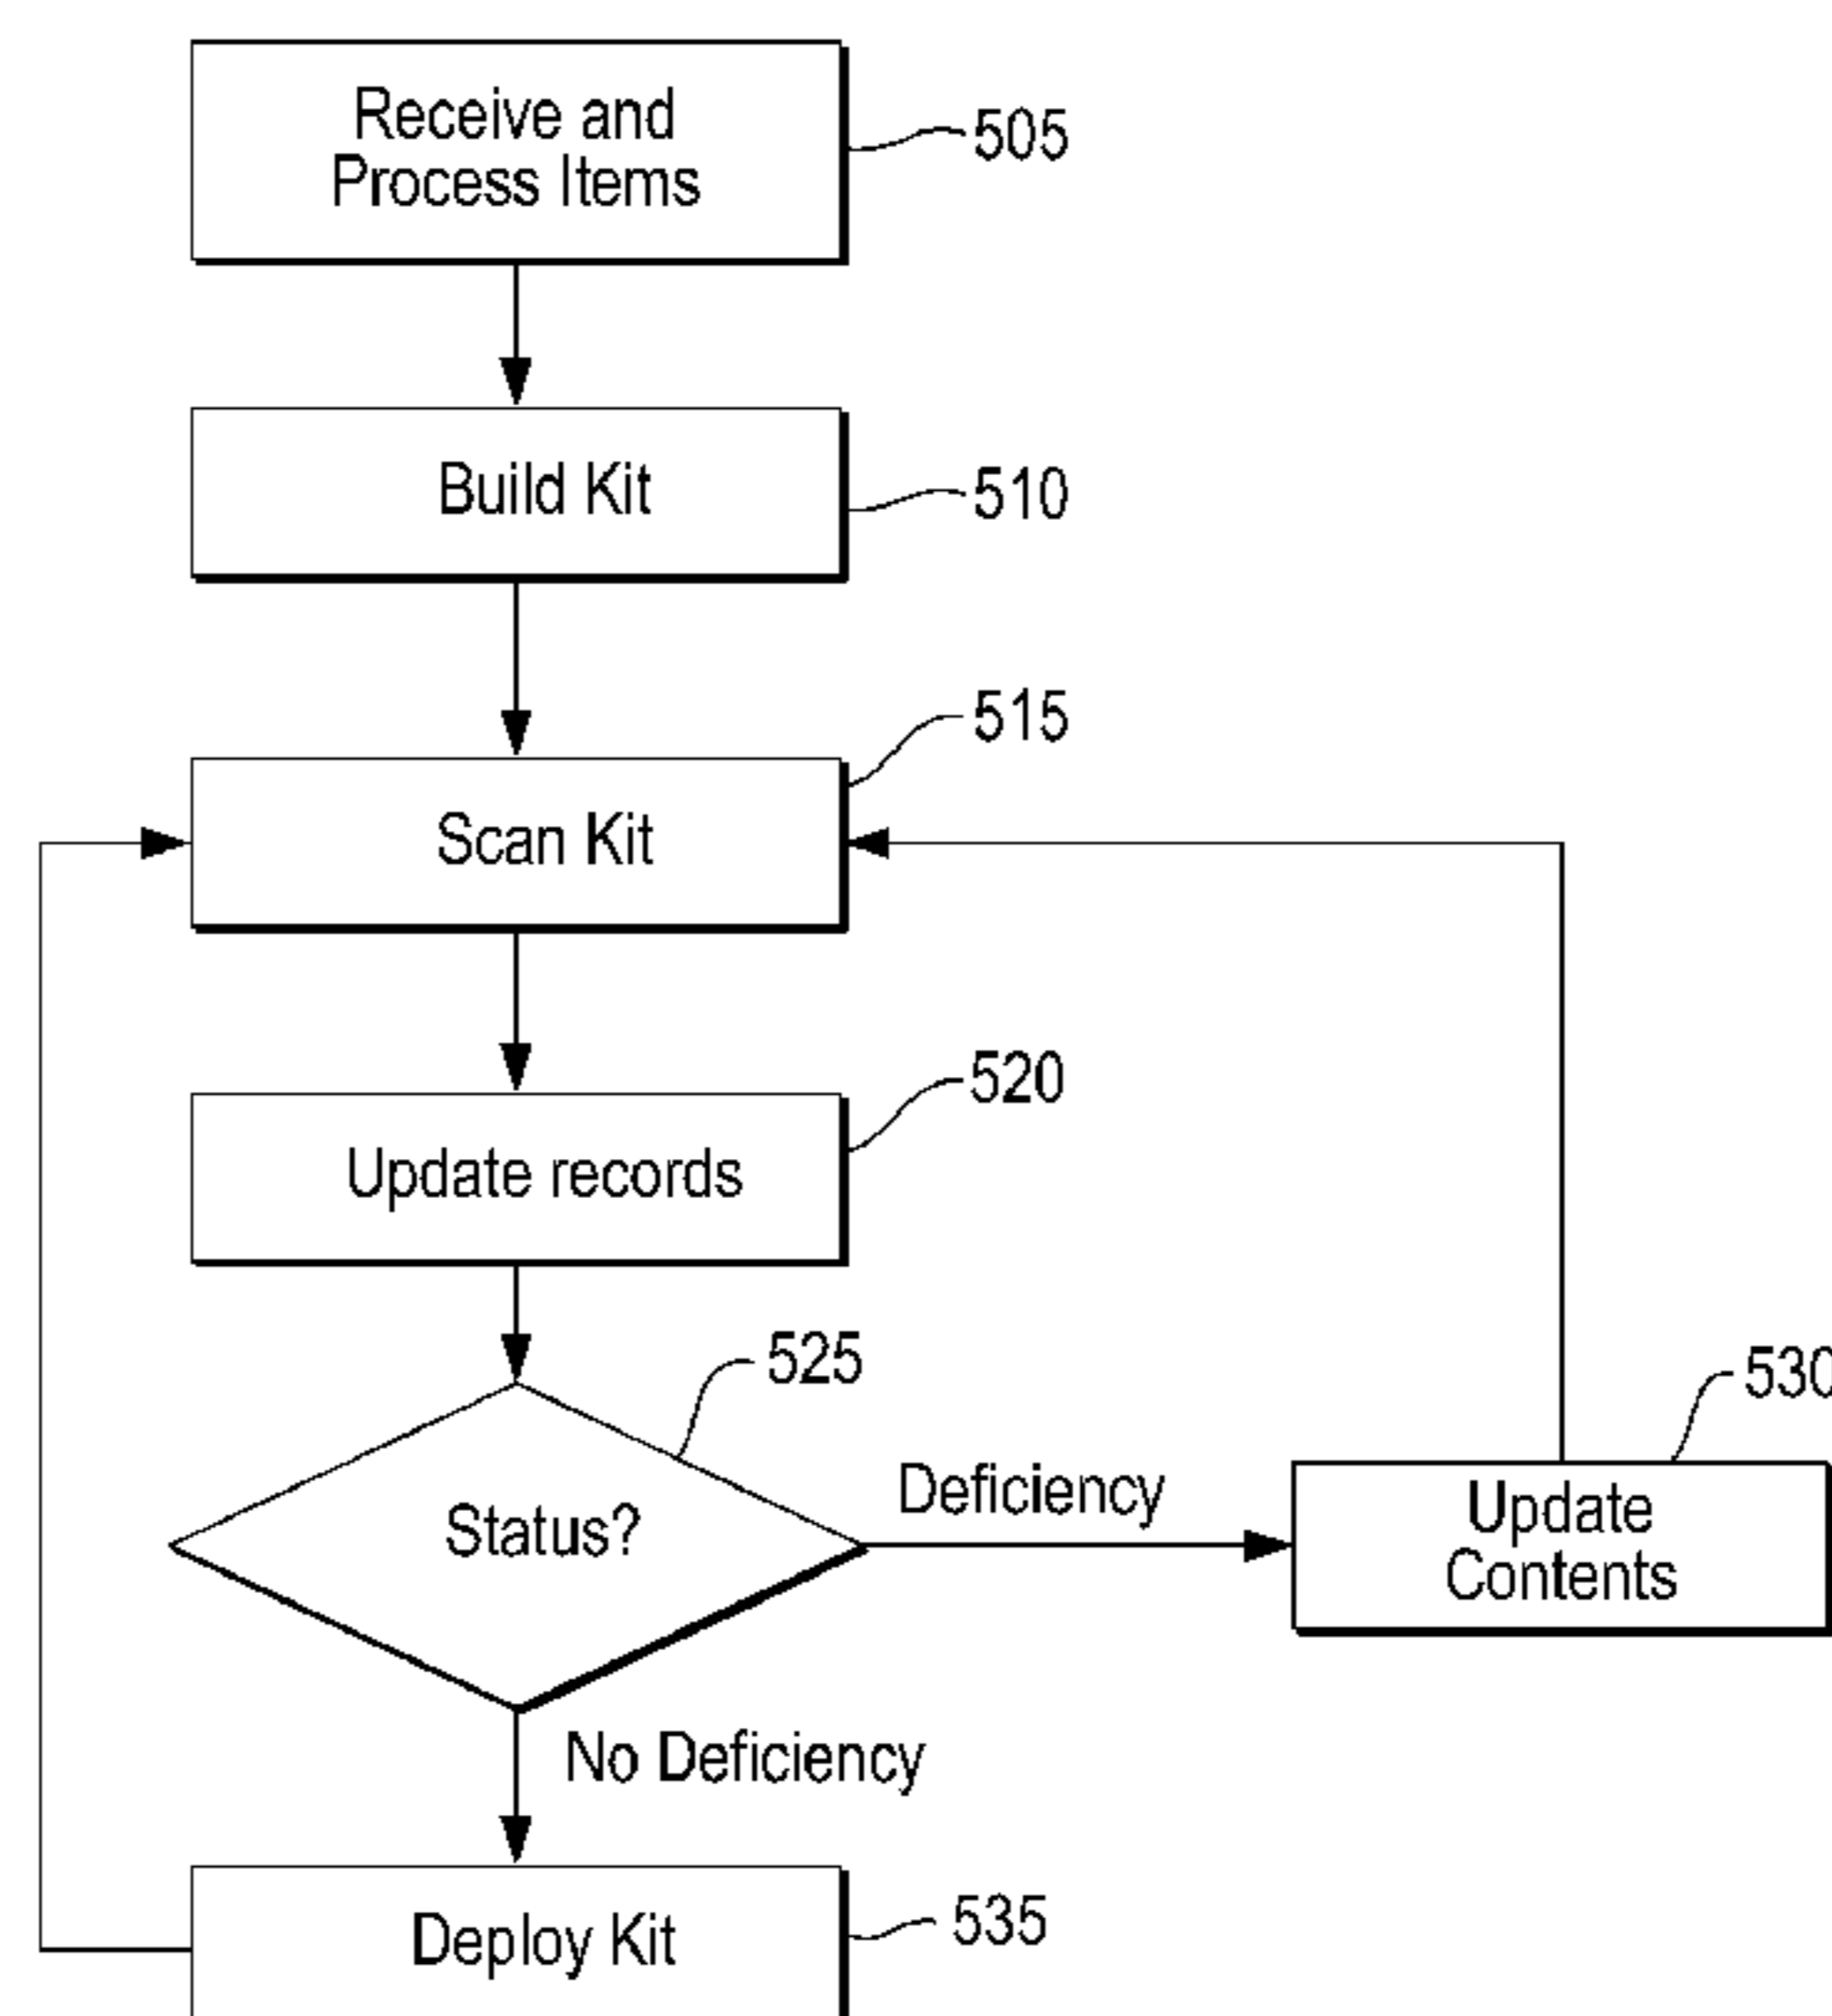 Receive and
Process Items
505
Build Kit
510
515
Scan Kit
520
Update records
525
Status?
Deficiency
530
Update
Contents
No Deficiency
Deploy Kit
535